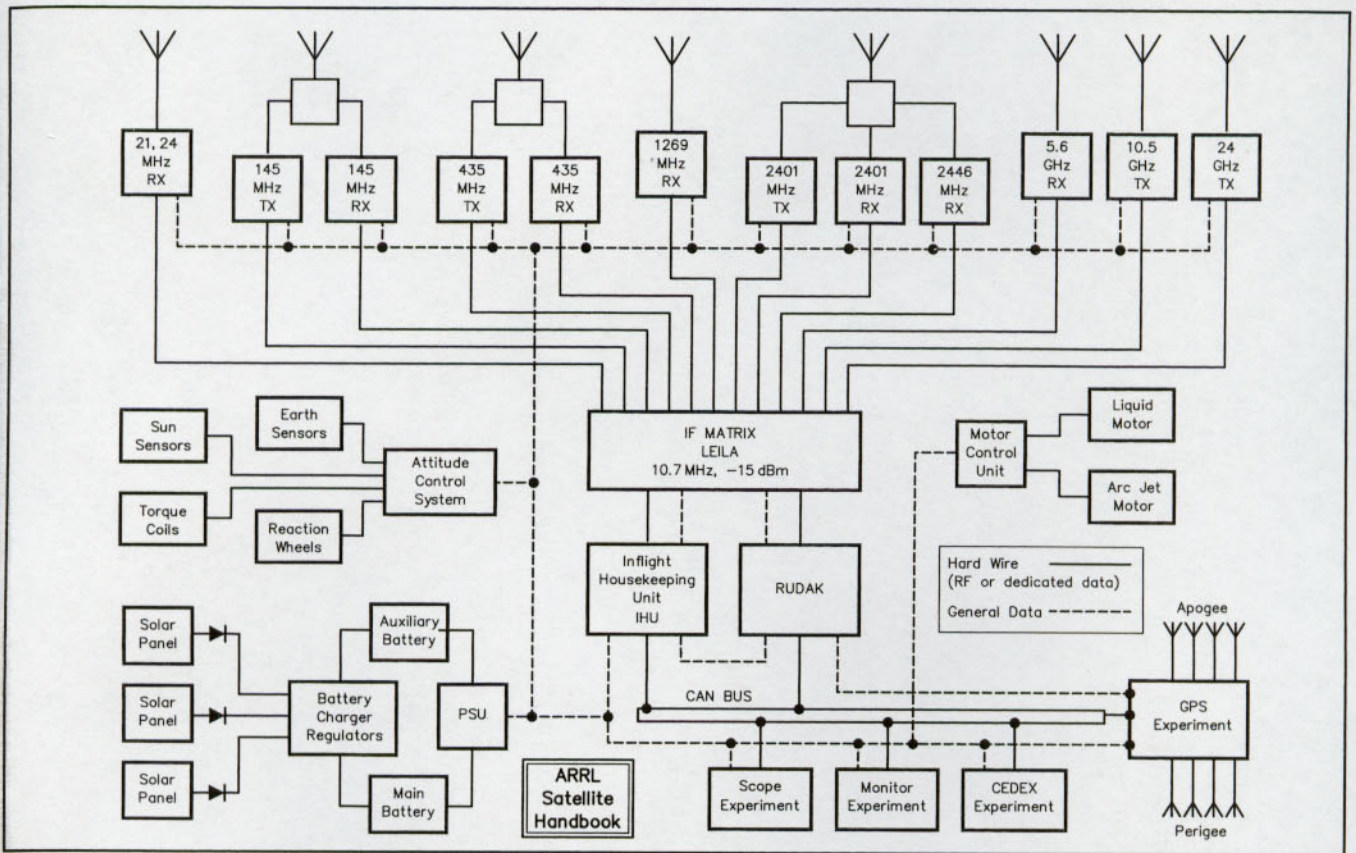 21, 24
MHz
RX
145
MHz
TX
145
MHz
RX
435
MHz
TX
435
MHz
RX
1269
MHz
RX
2401
MHz
TX
2401
MHz
RX
2446
MHz
RX
5.6
GHz
RX
10.5
GHz
TX
24
GHz
TX
IF MATRIX
LEILA
10.7 MHz, −15 dBm
Sun
Sensors
Earth
Sensors
Torque
Coils
Reaction
Wheels
Attitude
Control
System
Motor
Control
Unit
Liquid
Motor
Arc Jet
Motor
Inflight
Housekeeping
Unit
IHU
RUDAK
Hard Wire
(RF or dedicated data)
General Data
Solar
Panel
Solar
Panel
Solar
Panel
Battery
Charger
Regulators
Auxiliary
Battery
PSU
Main
Battery
CAN BUS
Apogee
GPS
Experiment
Perigee
ARRL
Satellite
Handbook
Scope
Experiment
Monitor
Experiment
CEDEX
Experiment